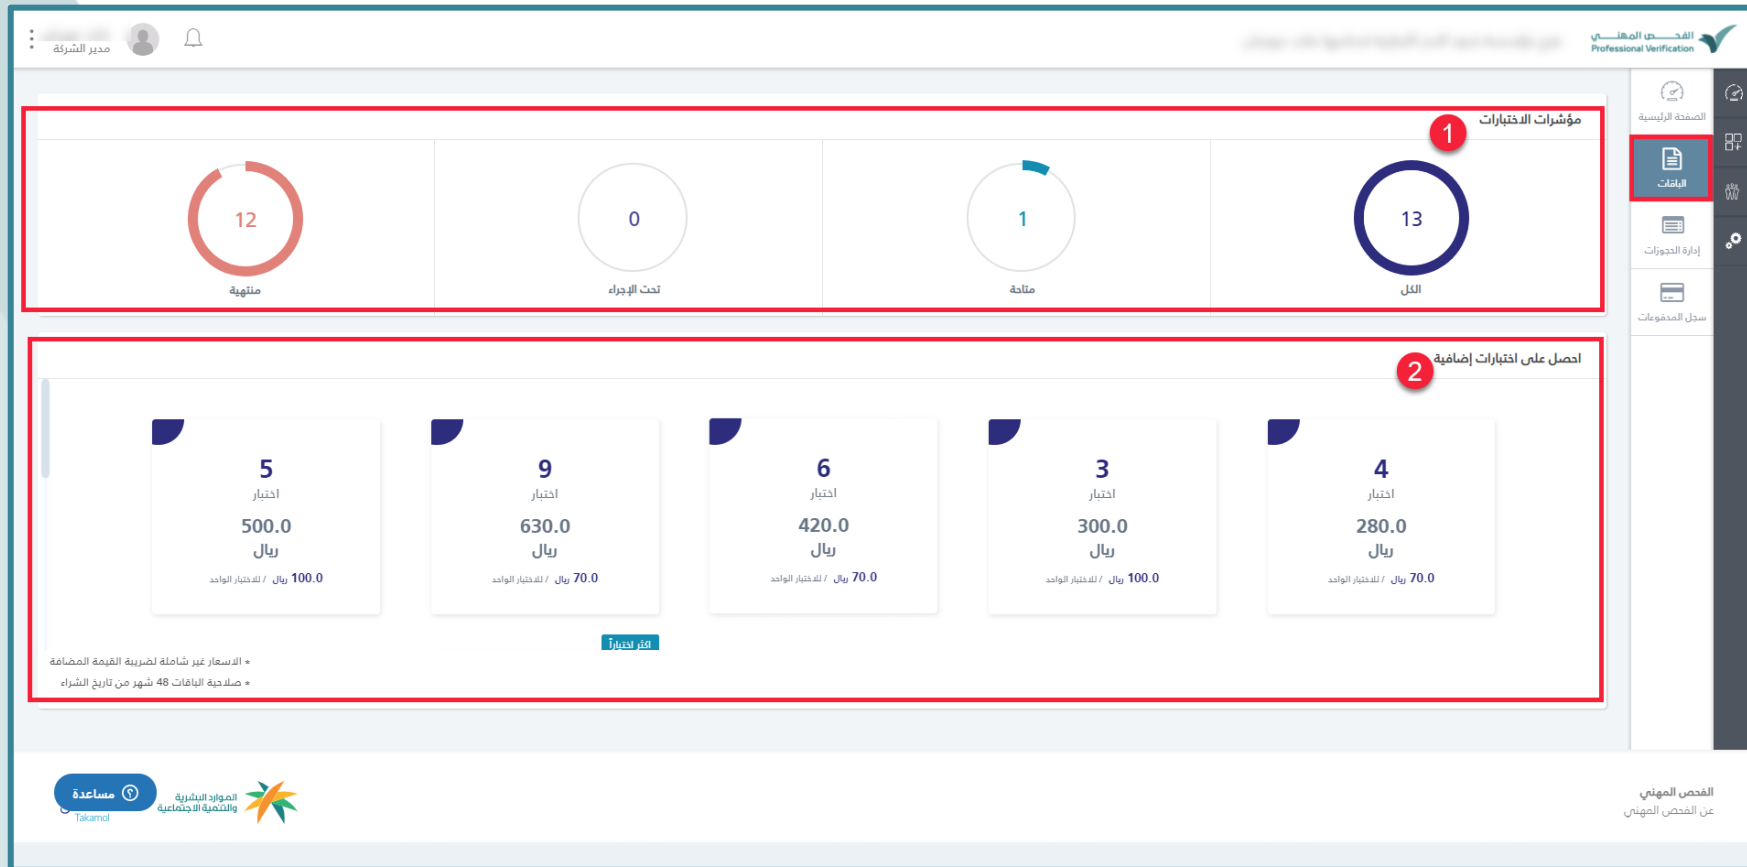 الفحص المهني
Professional Verification
مدير الشركة
الصفحة الرئيسية
الباقات
إدارة الحجوزات
سجل المدفوعات
مؤشرات الاختبارات
1
13
الكل
1
متاحة
0
تحت الإجراء
12
منتهية
احصل على اختبارات إضافية
2
4
اختبار
280.0
ريال
70.0 ريال / للاختبار الواحد
3
اختبار
300.0
ريال
100.0 ريال / للاختبار الواحد
6
اختبار
420.0
ريال
70.0 ريال / للاختبار الواحد
9
اختبار
630.0
ريال
70.0 ريال / للاختبار الواحد
5
اختبار
500.0
ريال
100.0 ريال / للاختبار الواحد
اكثر اختياراً
* الاسعار غير شاملة لضريبة القيمة المضافة
* صلاحية الباقات 48 شهر من تاريخ الشراء
الفحص المهني
عن الفحص المهني
الموارد البشرية
والتنمية الاجتماعية
مساعدة
Takamol